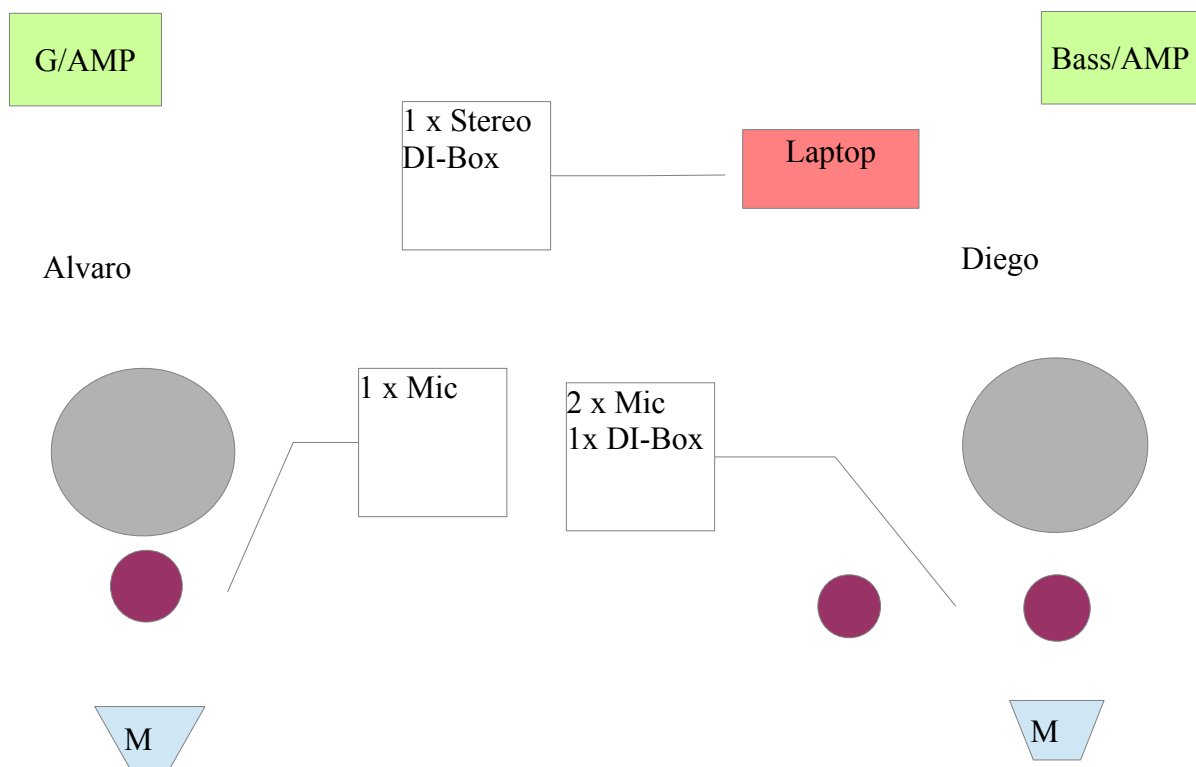 G/AMP
Bass/AMP
1 x Stereo
DI-Box
Laptop
Alvaro
Diego
1 x Mic
2 x Mic
1x DI-Box
M
M